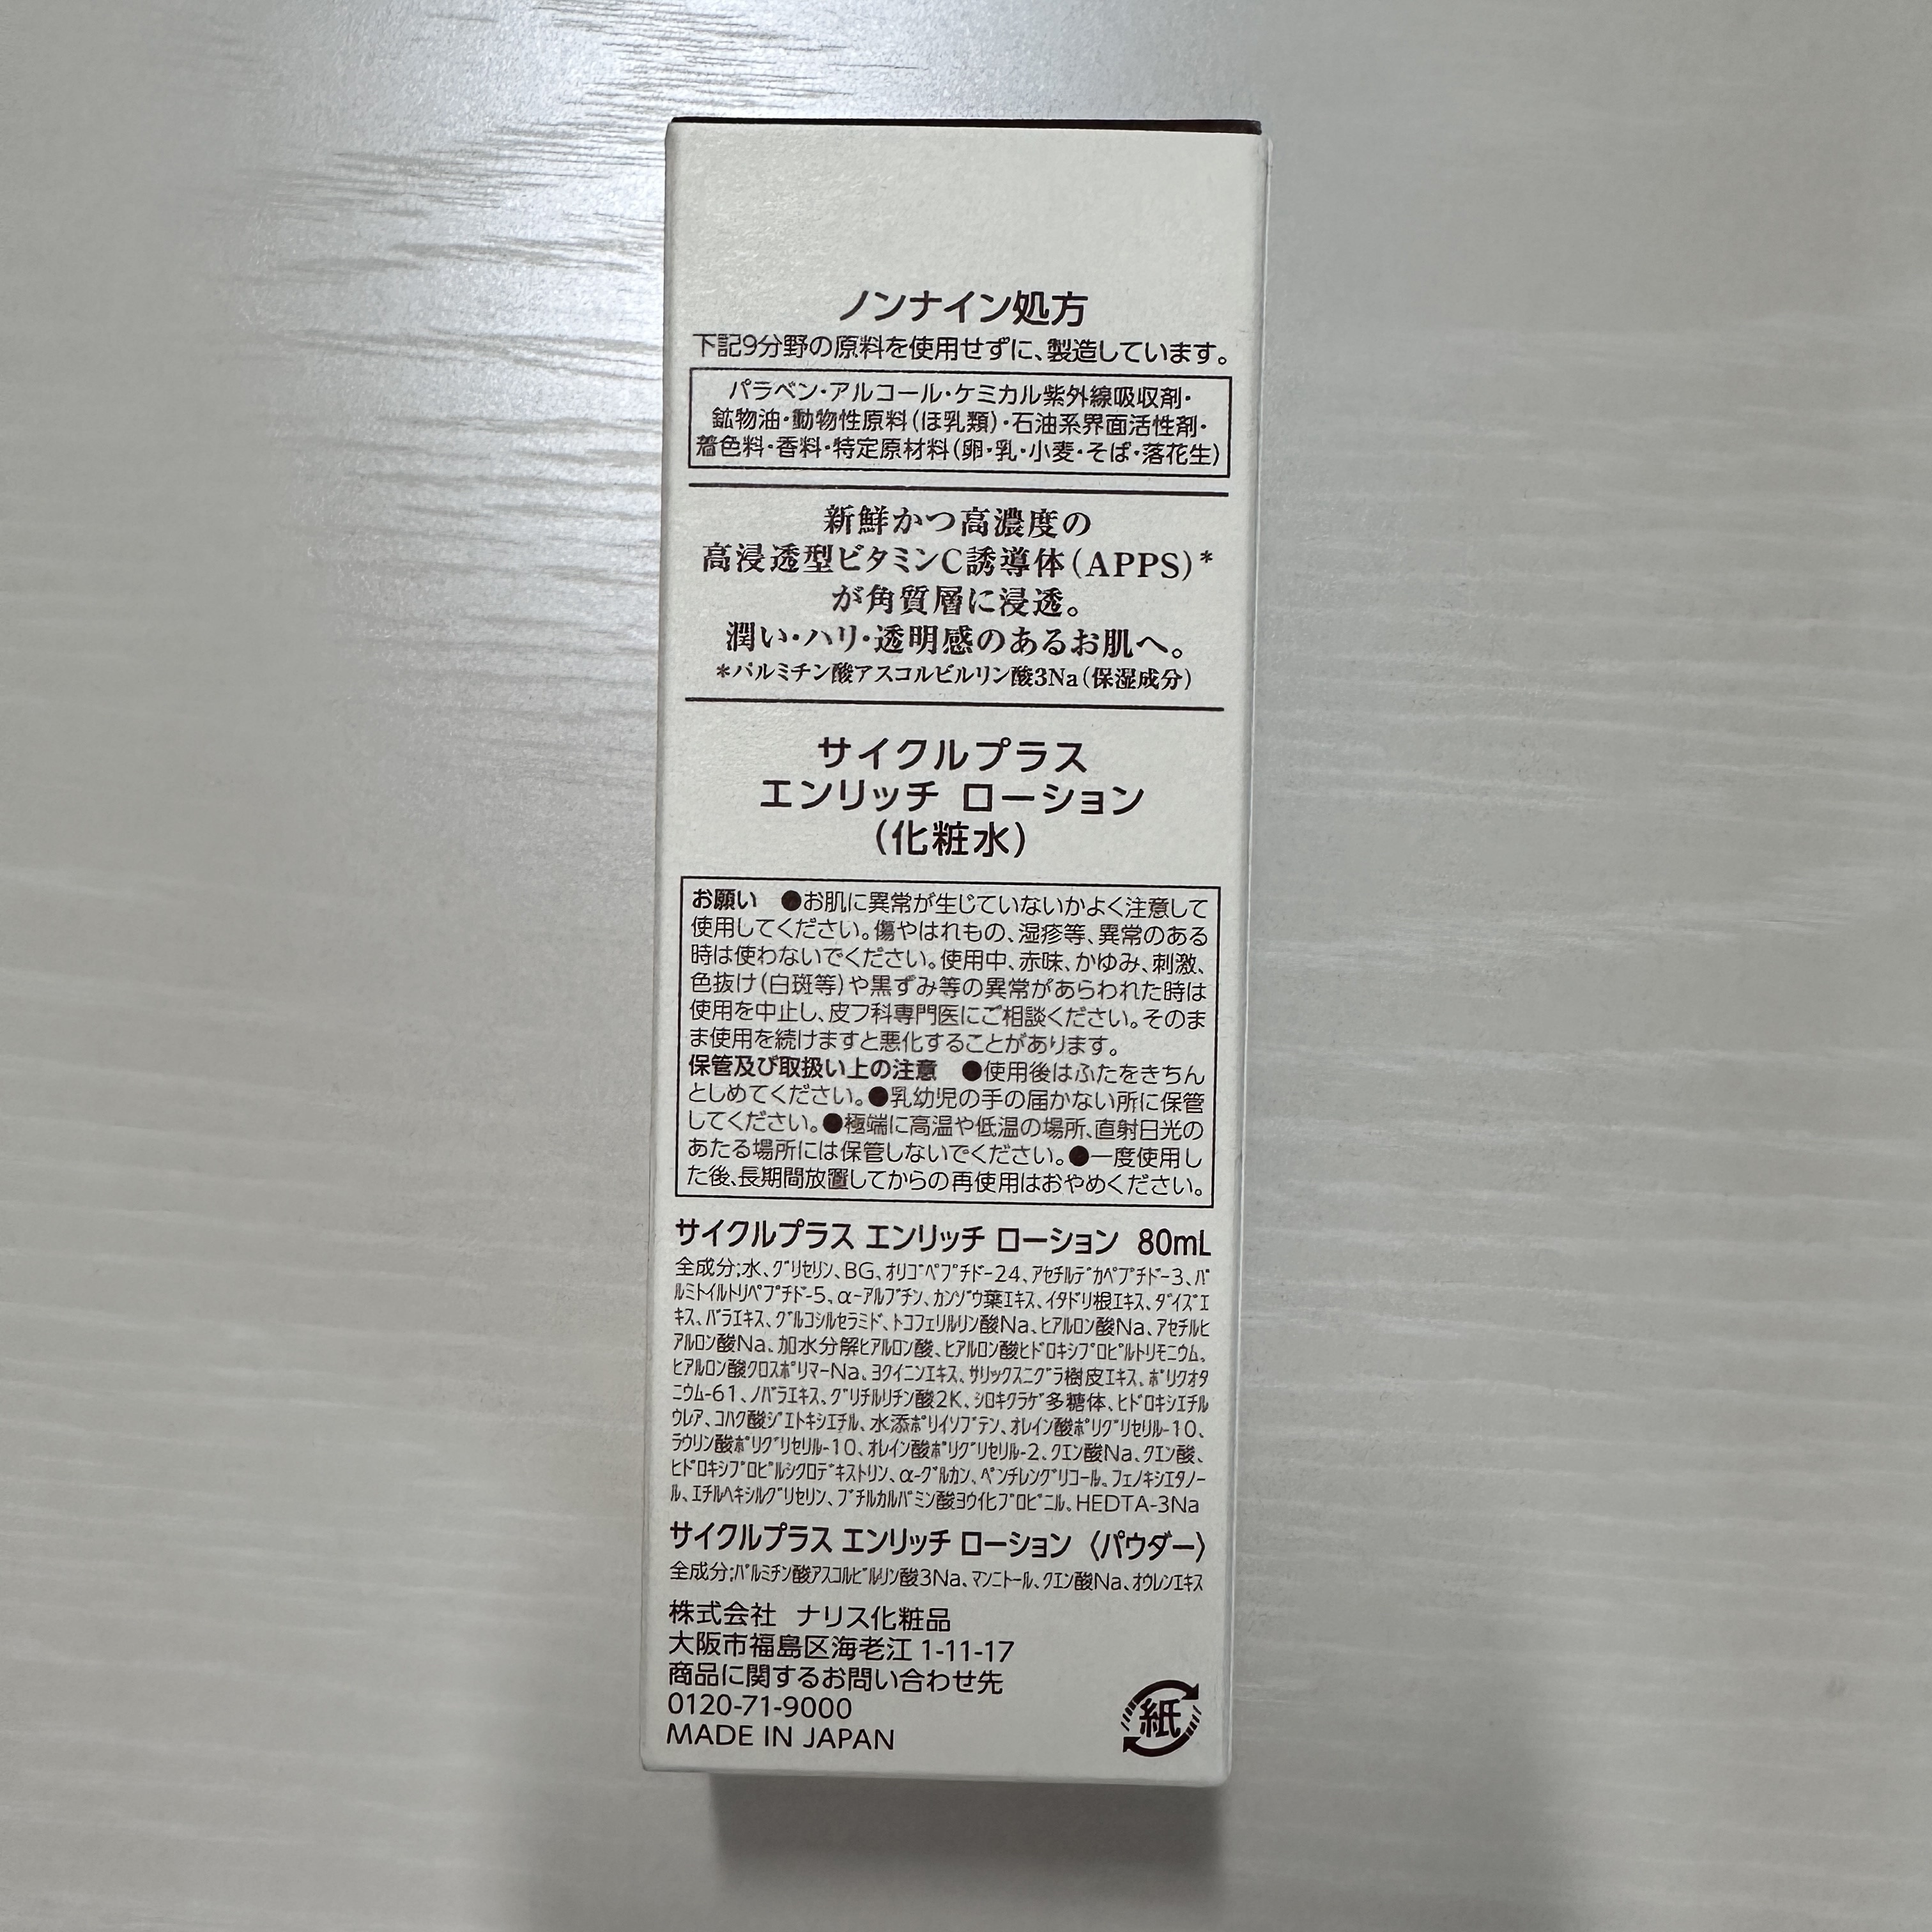 ノンナイン処方
下記9分野の原料を使用せずに、製造しています。
パラベン・アルコール・ケミカル紫外線吸収剤・
鉱物油・動物性原料(ほ乳類)・石油系界面活性剤・
着色料・香料・特定原材料(卵・乳・小麦・そば・落花生)
新鮮かつ高濃度の
高浸透型ビタミンC誘導体(APPS)*
が角質層に浸透。
潤い・ハリ・透明感のあるお肌へ。
*パルミチン酸アスコルビルリン酸3Na(保湿成分)
サイクルプラス
エンリッチ ローション
(化粧水)
お願い ●お肌に異常が生じていないかよく注意して
使用してください。傷やはれもの、湿疹等、異常のある
時は使わないでください。使用中、赤味、かゆみ、刺激、
色抜け(白斑等)や黒ずみ等の異常があらわれた時は
使用を中止し、皮フ科専門医にご相談ください。そのま
ま使用を続けますと悪化することがあります。
保管及び取扱い上の注意 ●使用後はふたをきちん
としめてください。●乳幼児の手の届かない所に保管
してください。●極端に高温や低温の場所、直射日光の
あたる場所には保管しないでください。●一度使用し
た後、長期間放置してからの再使用はおやめください。
サイクルプラス エンリッチ ローション 80mL
全成分;水、グリセリン、BG、オリゴペプチド-24、アセチルデカペプチド-3、パ
ルミトイルトリペプチド-5、α-アルブチン、カンゾウ葉エキス、イタドリ根エキス、ダイズエ
キス、バラエキス、グルコシルセラミド、トコフェリルリン酸Na、ヒアルロン酸Na、アセチルヒ
アルロン酸Na、加水分解ヒアルロン酸、ヒアルロン酸ヒドロキシプロピルトリモニウム、
ヒアルロン酸クロスポリマーNa、ヨクイニンエキス、サリックスニグラ樹皮エキス、ポリクオタ
ニウム-61、ノバラエキス、グリチルリチン酸2K、シロキクラゲ多糖体、ヒドロキシエチル
ウレア、コハク酸ジエトキシエチル、水添ポリイソブテン、オレイン酸ポリグリセリル-10、
ラウリン酸ポリグリセリル-10、オレイン酸ポリグリセリル-2、クエン酸Na、クエン酸、
ヒドロキシプロピルシクロデキストリン、α-グルカン、ペンチレングリコール、フェノキシエタノー
ル、エチルヘキシルグリセリン、ブチルカルバミン酸ヨウ化プロピニル、HEDTA-3Na
サイクルプラス エンリッチ ローション 〈パウダー〉
全成分;パルミチン酸アスコルビルリン酸3Na、マンニトール、クエン酸Na、オウレンエキス
株式会社 ナリス化粧品
大阪市福島区海老江 1-11-17
商品に関するお問い合わせ先
0120-71-9000
MADE IN JAPAN
紙